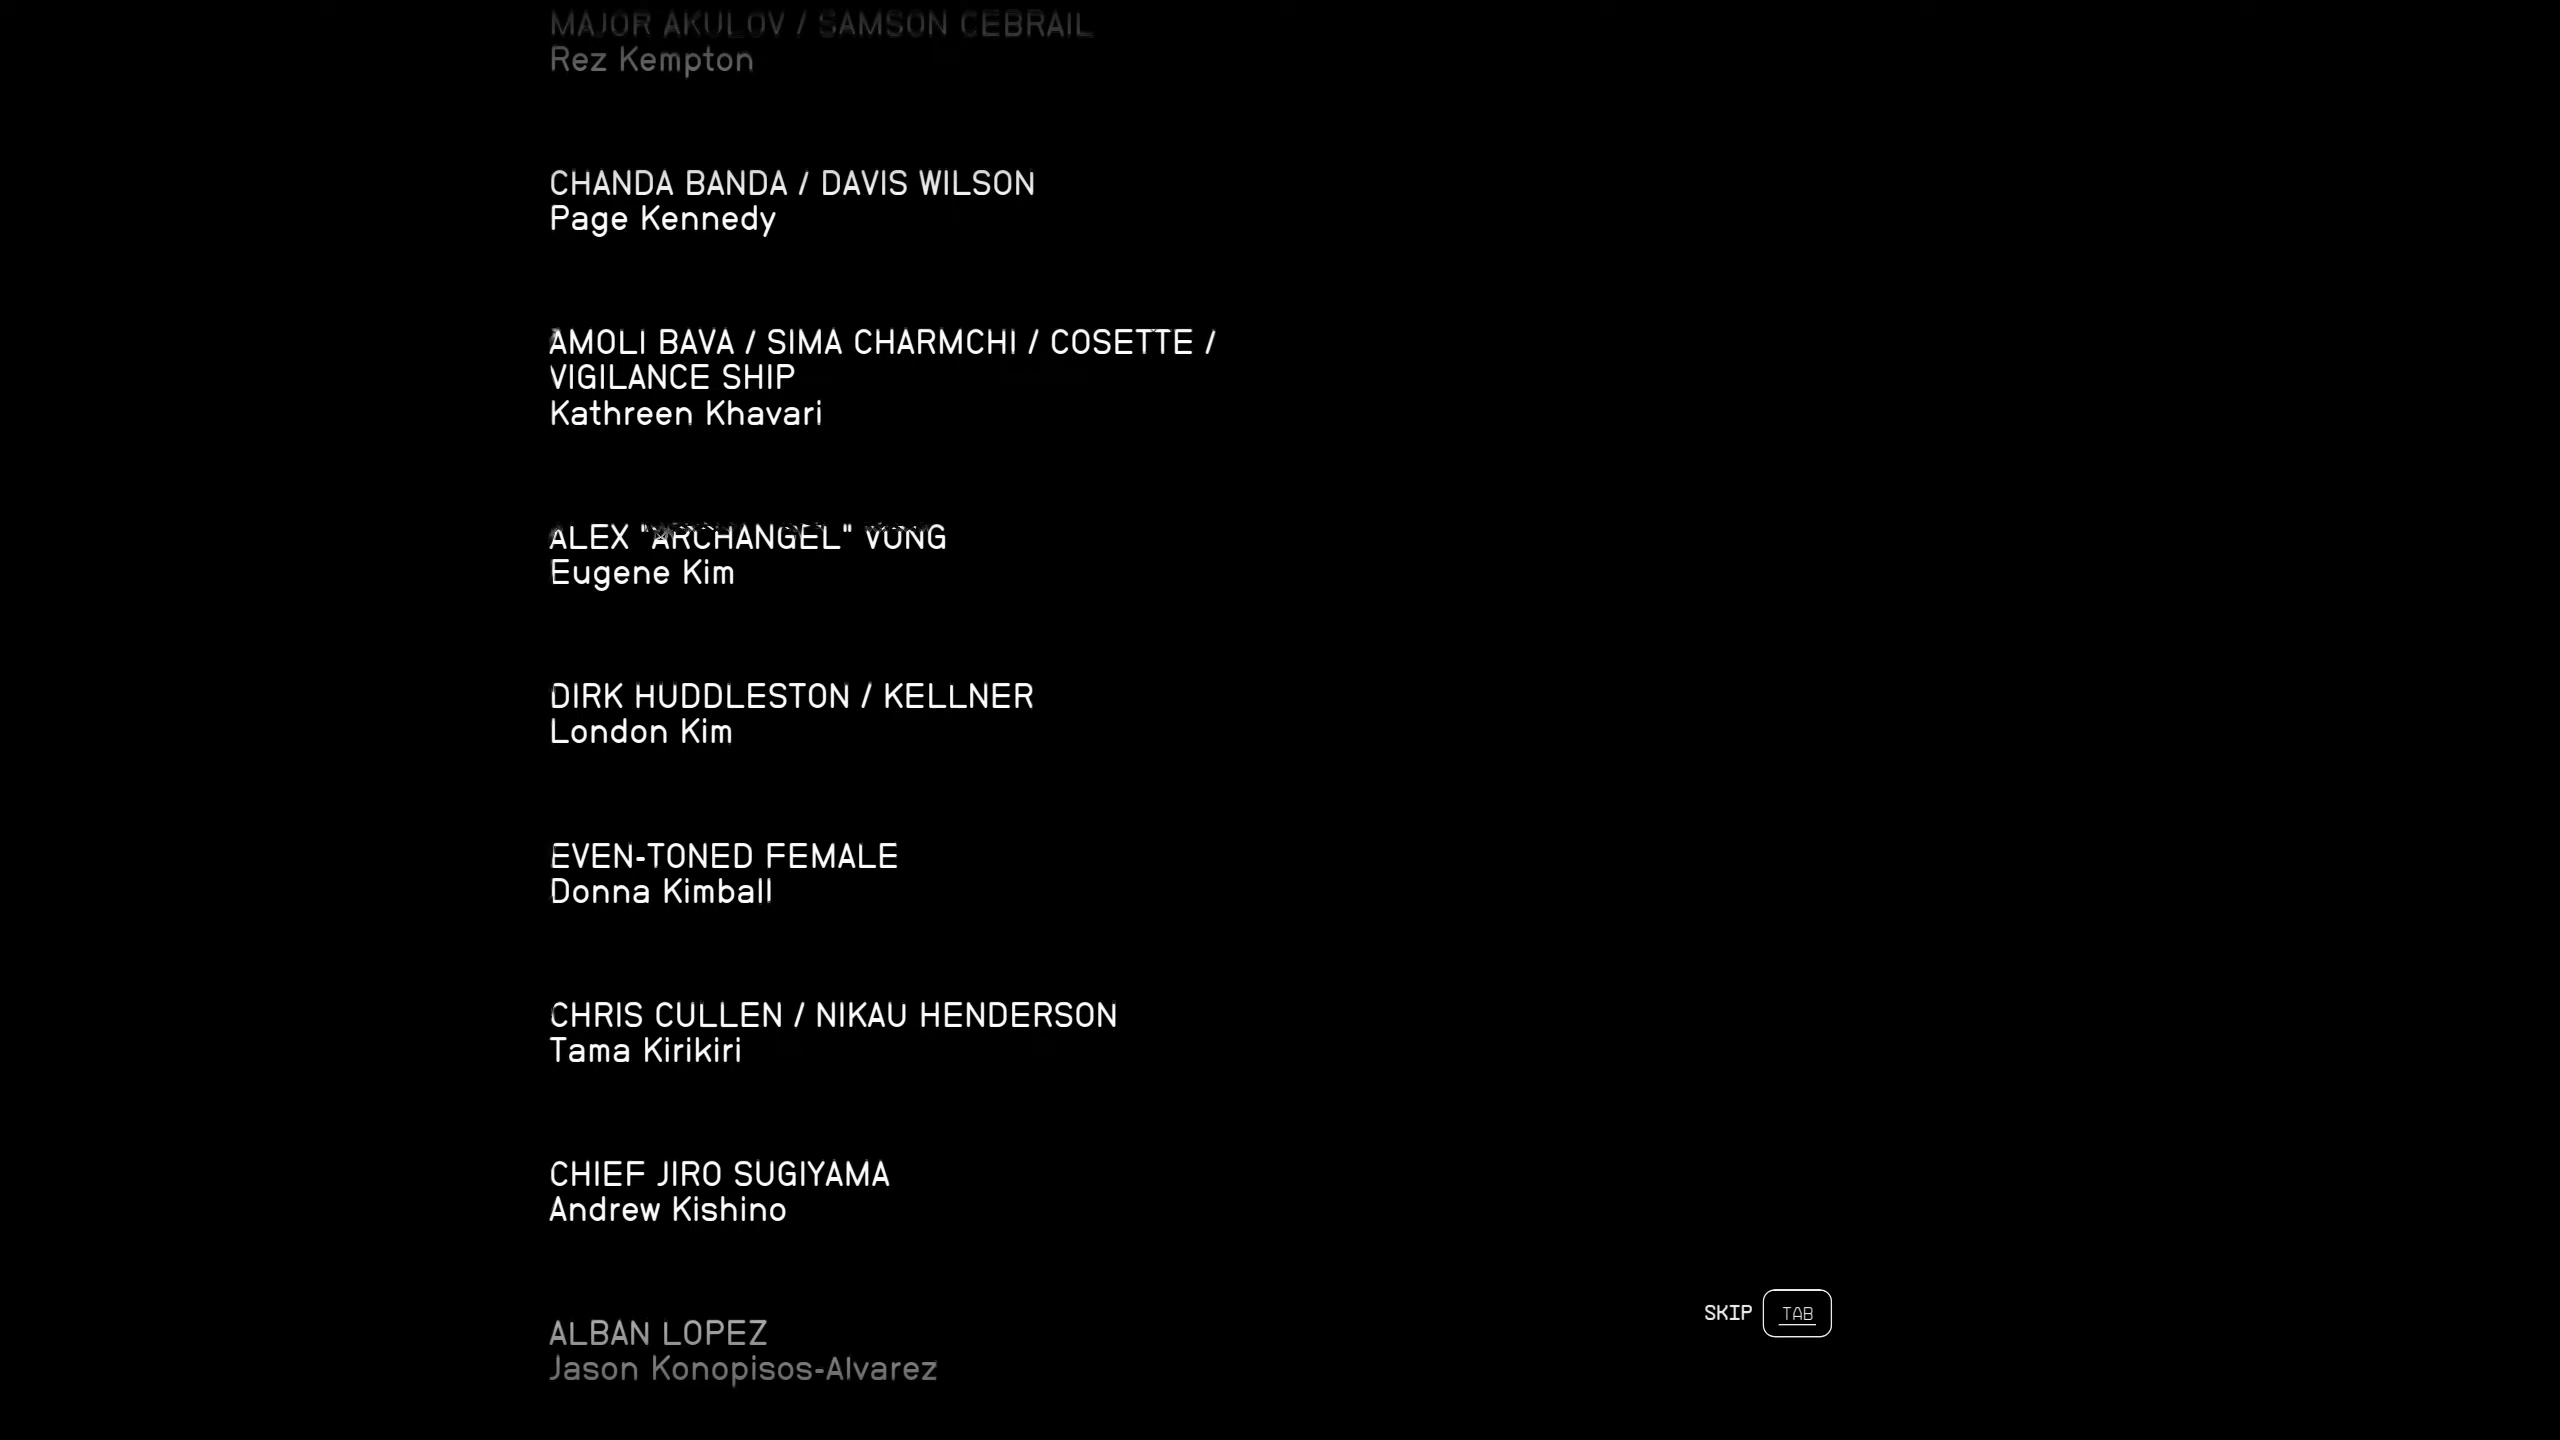 MAJOR AKULOV / SAMSON CEBRAIL
Rez Kempton
CHANDA BANDA / DAVIS WILSON
Page Kennedy
AMOLI BAVA / SIMA CHARMCHI / COSETTE /
VIGILANCE SHIP
Kathreen Khavari
ALEX "ARCHANGEL" VUNG
Eugene Kim
DIRK HUDDLESTON / KELLNER
London Kim
EVEN-TONED FEMALE
Donna Kimball
CHRIS CULLEN / NIKAU HENDERSON
Tama Kirikiri
CHIEF JIRO SUGIYAMA
Andrew Kishino
SKIP TAB
ALBAN LOPEZ
Jason Konopisos-Alvarez